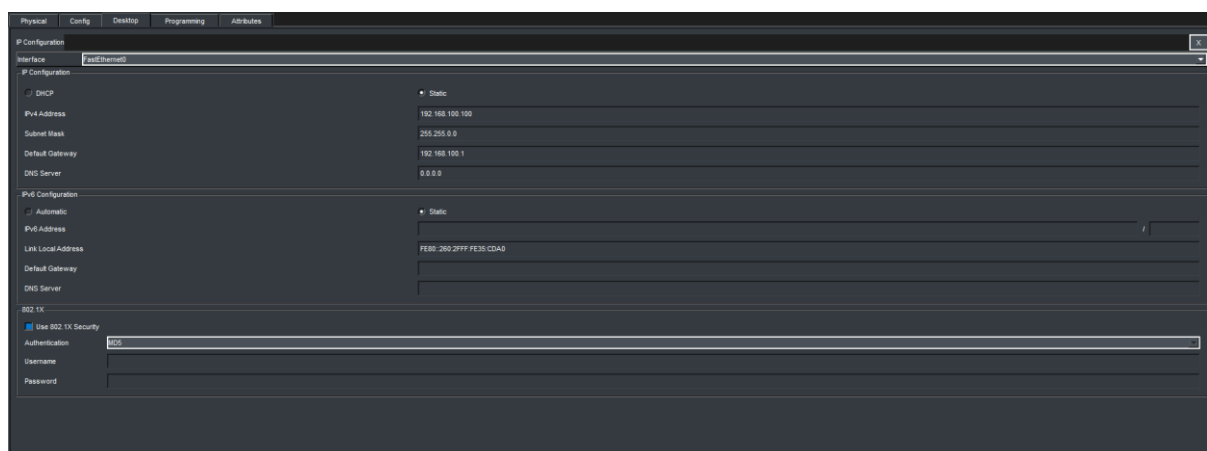 Physical Config Desktop Programming Attributes
IP Configuration X
Interface FastEthernet0
IP Configuration
DHCP Static
IPv4 Address 192.168.100.100
Subnet Mask 255.255.0.0
Default Gateway 192.168.100.1
DNS Server 0.0.0.0
IPv6 Configuration
Automatic Static
IPv6 Address /
Link Local Address FE80::260:2FFF:FE35:CDA0
Default Gateway
DNS Server
802.1X
Use 802.1X Security
Authentication MD5
Username
Password